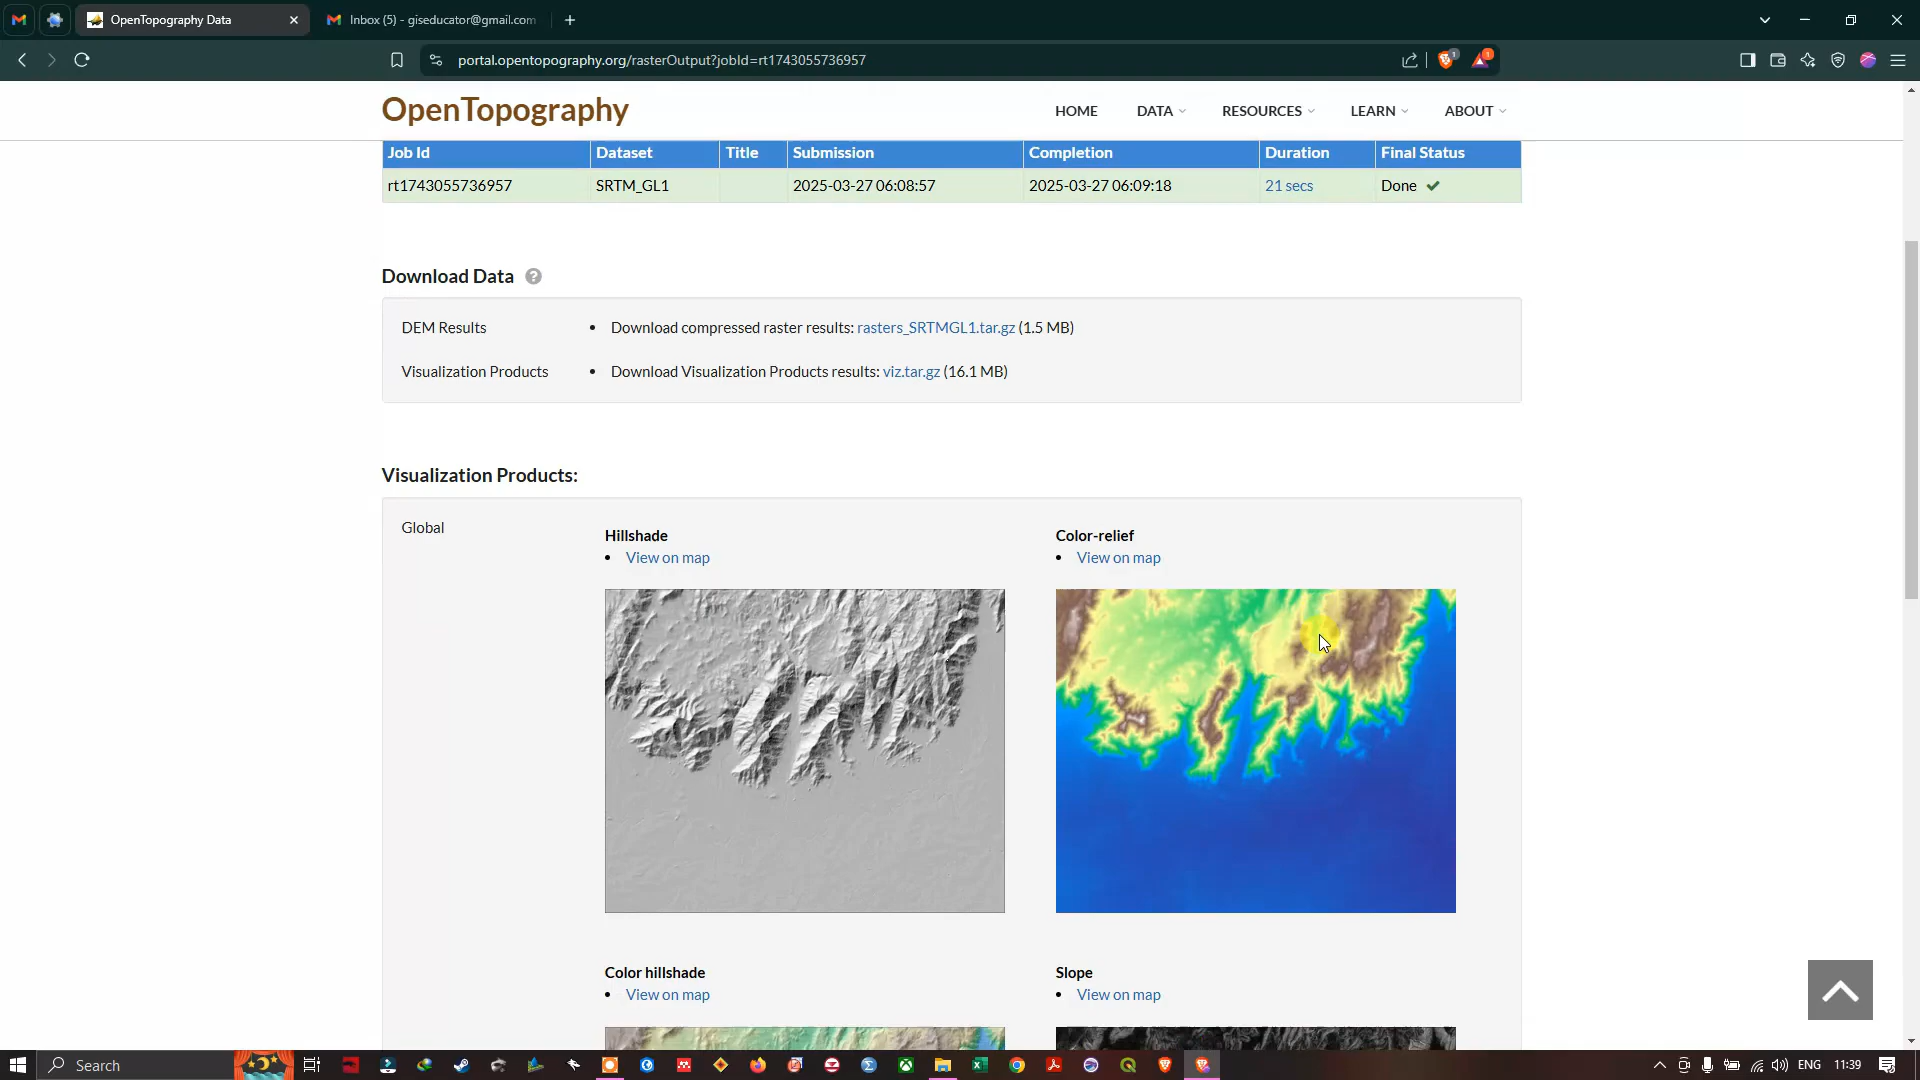 OpenTopography Data
Inbox (5) - giseducator@gmail.com
portal.opentopography.org/rasterOutput?jobId=rt1743055736957
1
1
OpenTopography
HOME DATA RESOURCES LEARN ABOUT
Job Id Dataset Title Submission Completion Duration Final Status
rt1743055736957 SRTM_GL1 2025-03-27 06:08:57 2025-03-27 06:09:18 21 secs Done
Download Data ?
DEM Results • Download compressed raster results: rasters_SRTMGL1.tar.gz (1.5 MB)
Visualization Products • Download Visualization Products results: viz.tar.gz (16.1 MB)
Visualization Products:
Global
Hillshade
• View on map
Color-relief
• View on map
Color hillshade
• View on map
Slope
• View on map
Search
ENG 11:39